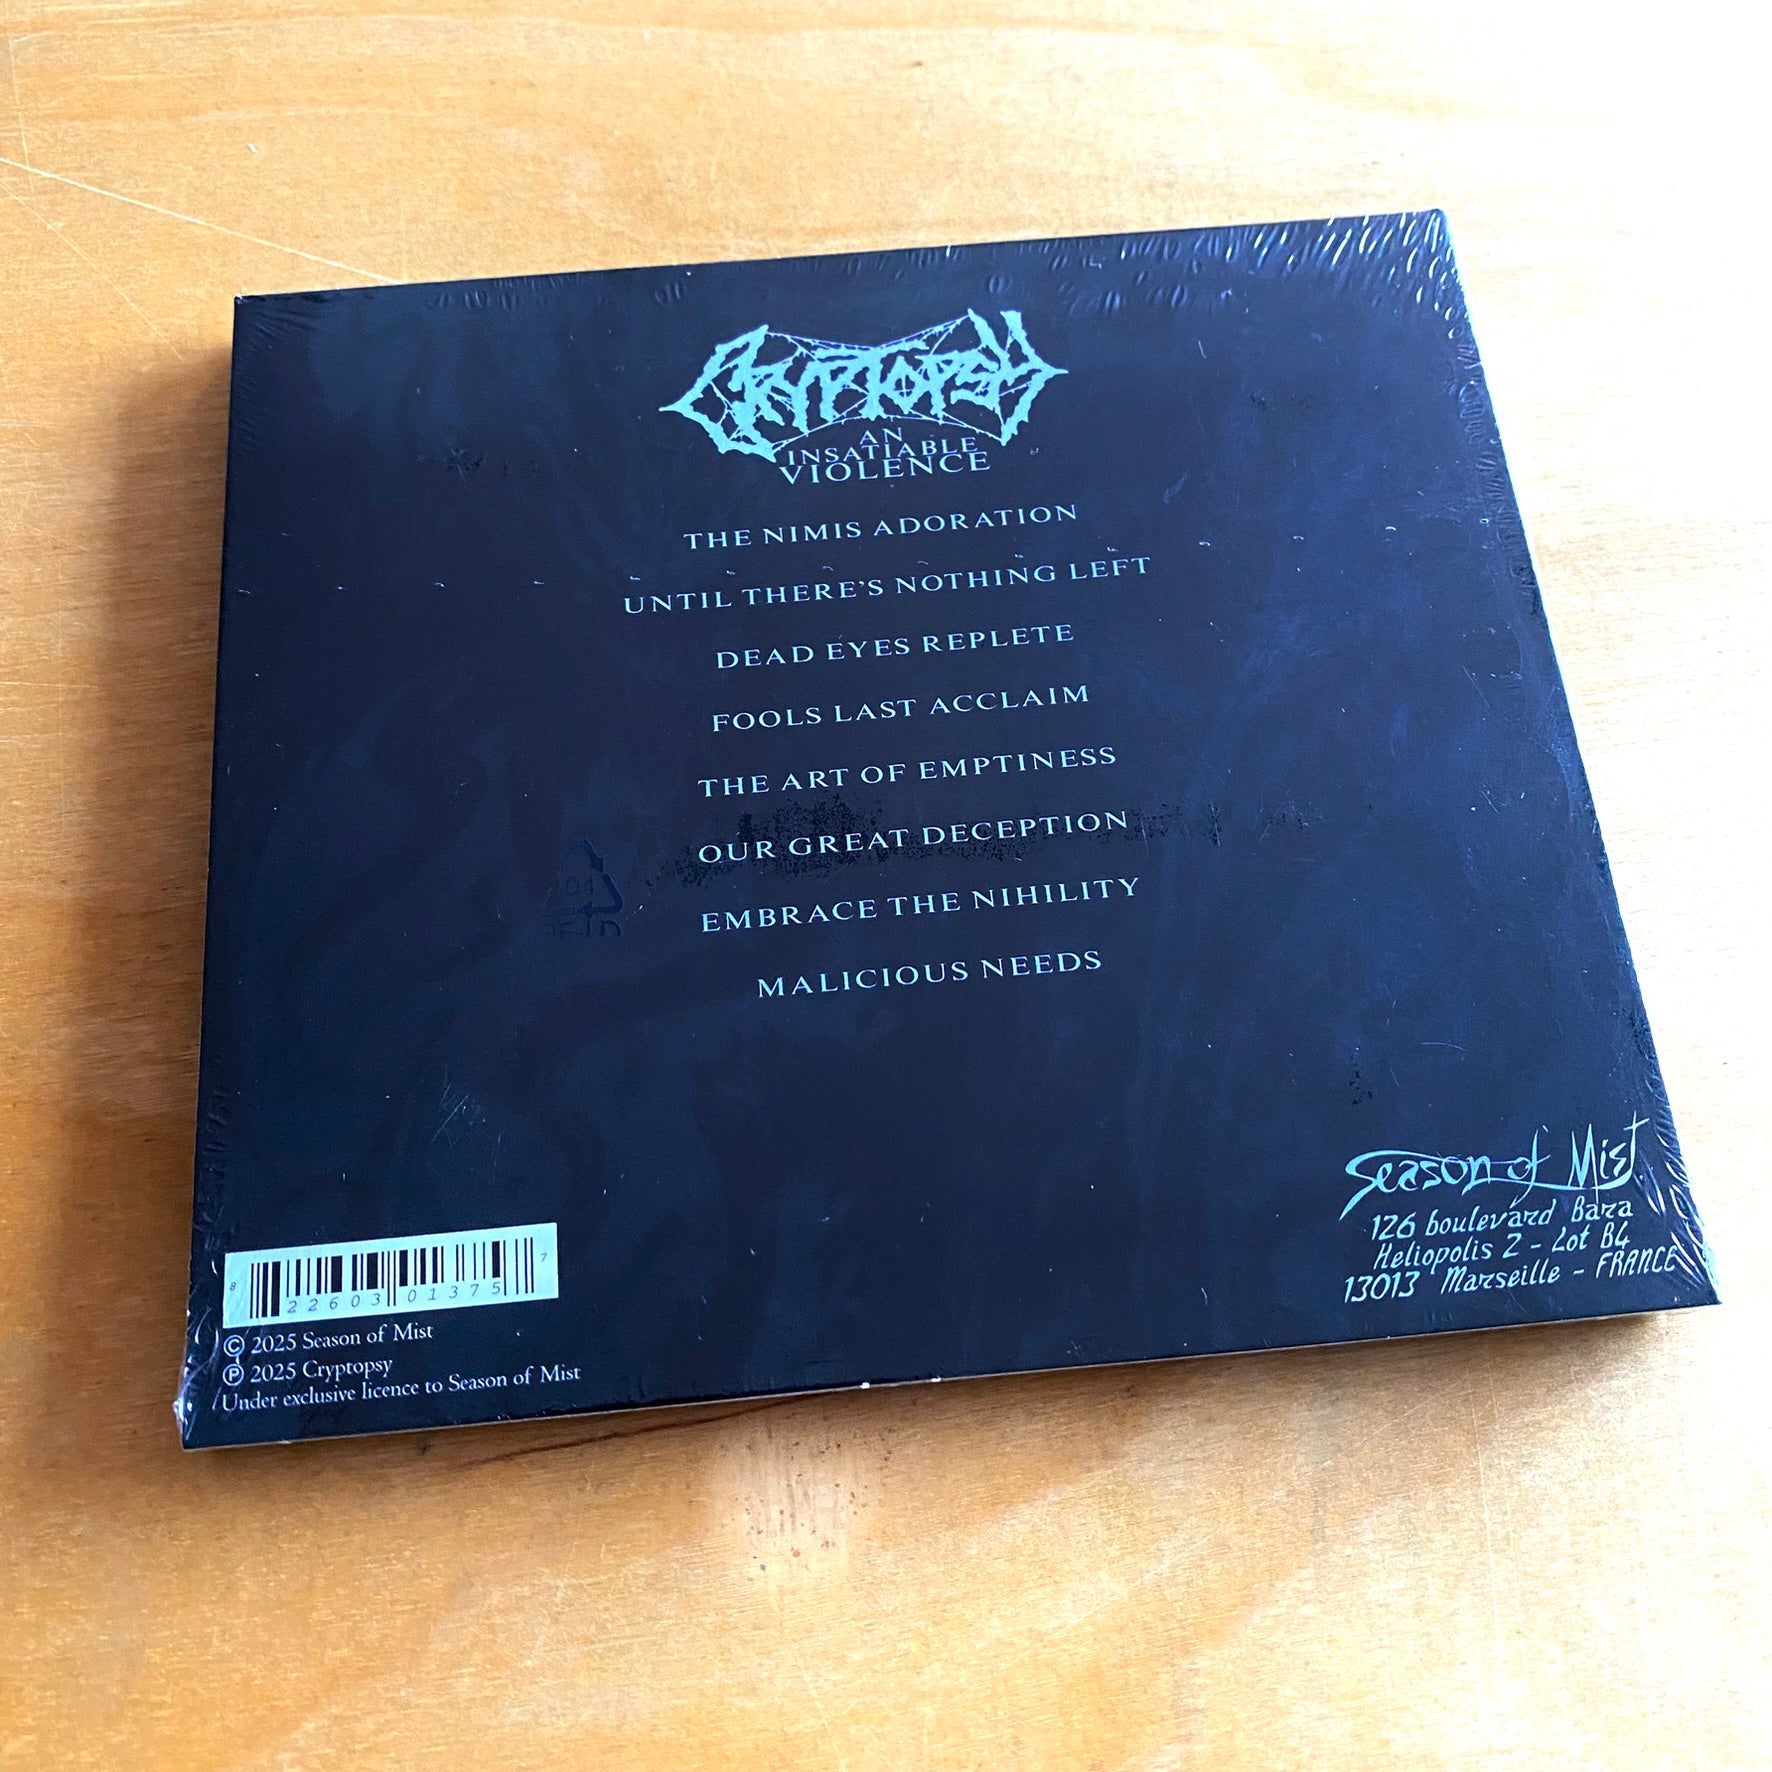 CRYPTOPSY
AN
INSATIABLE
VIOLENCE
THE NIMIS ADORATION
UNTIL THERE'S NOTHING LEFT
DEAD EYES REPLETE
FOOLS LAST ACCLAIM
THE ART OF EMPTINESS
OUR GREAT DECEPTION
EMBRACE THE NIHILITY
MALICIOUS NEEDS
04
Season of Mist
126 boulevard Bara
Heliopolis 2 - Lot B4
13013 Marseille - FRANCE
8 22603 01375 7
© 2025 Season of Mist
℗ 2025 Cryptopsy
Under exclusive licence to Season of Mist